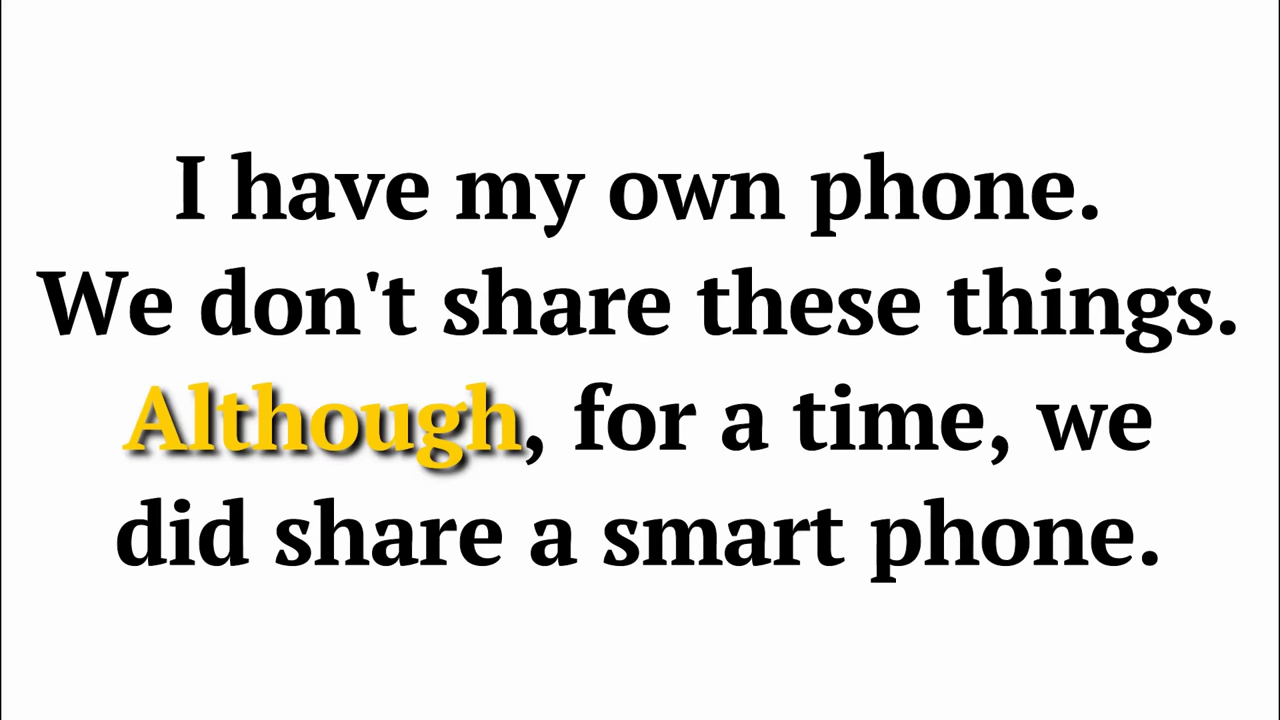 I have my own phone.
We don't share these things.
Although, for a time, we
did share a smart phone.